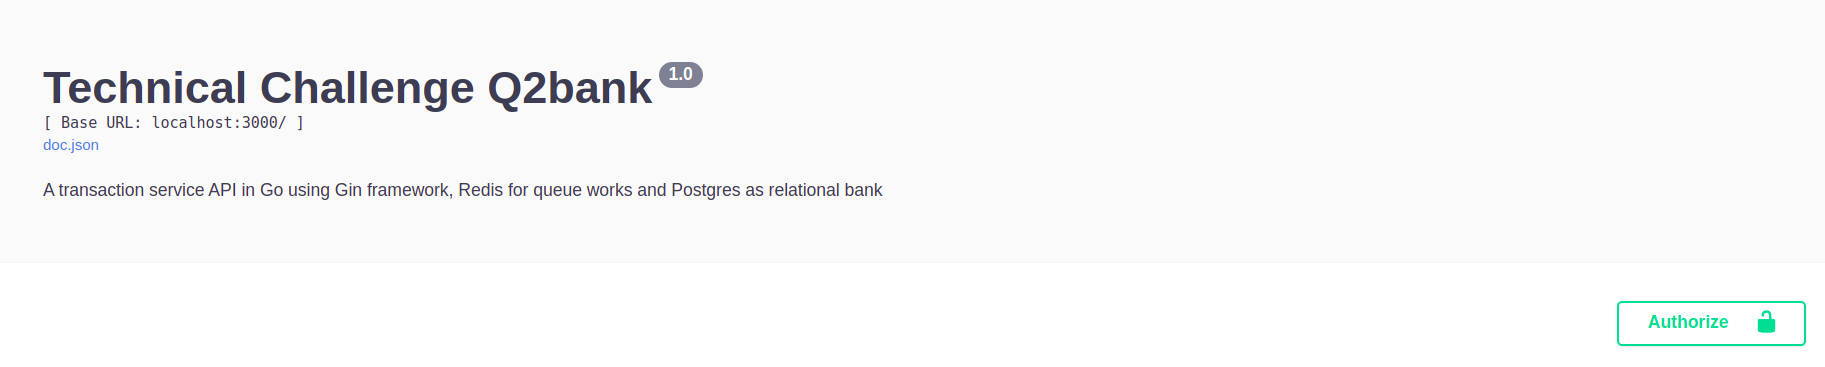 Technical Challenge Q2bank 1.0
[ Base URL: localhost:3000/ ]
doc.json
A transaction service API in Go using Gin framework, Redis for queue works and Postgres as relational bank
Authorize